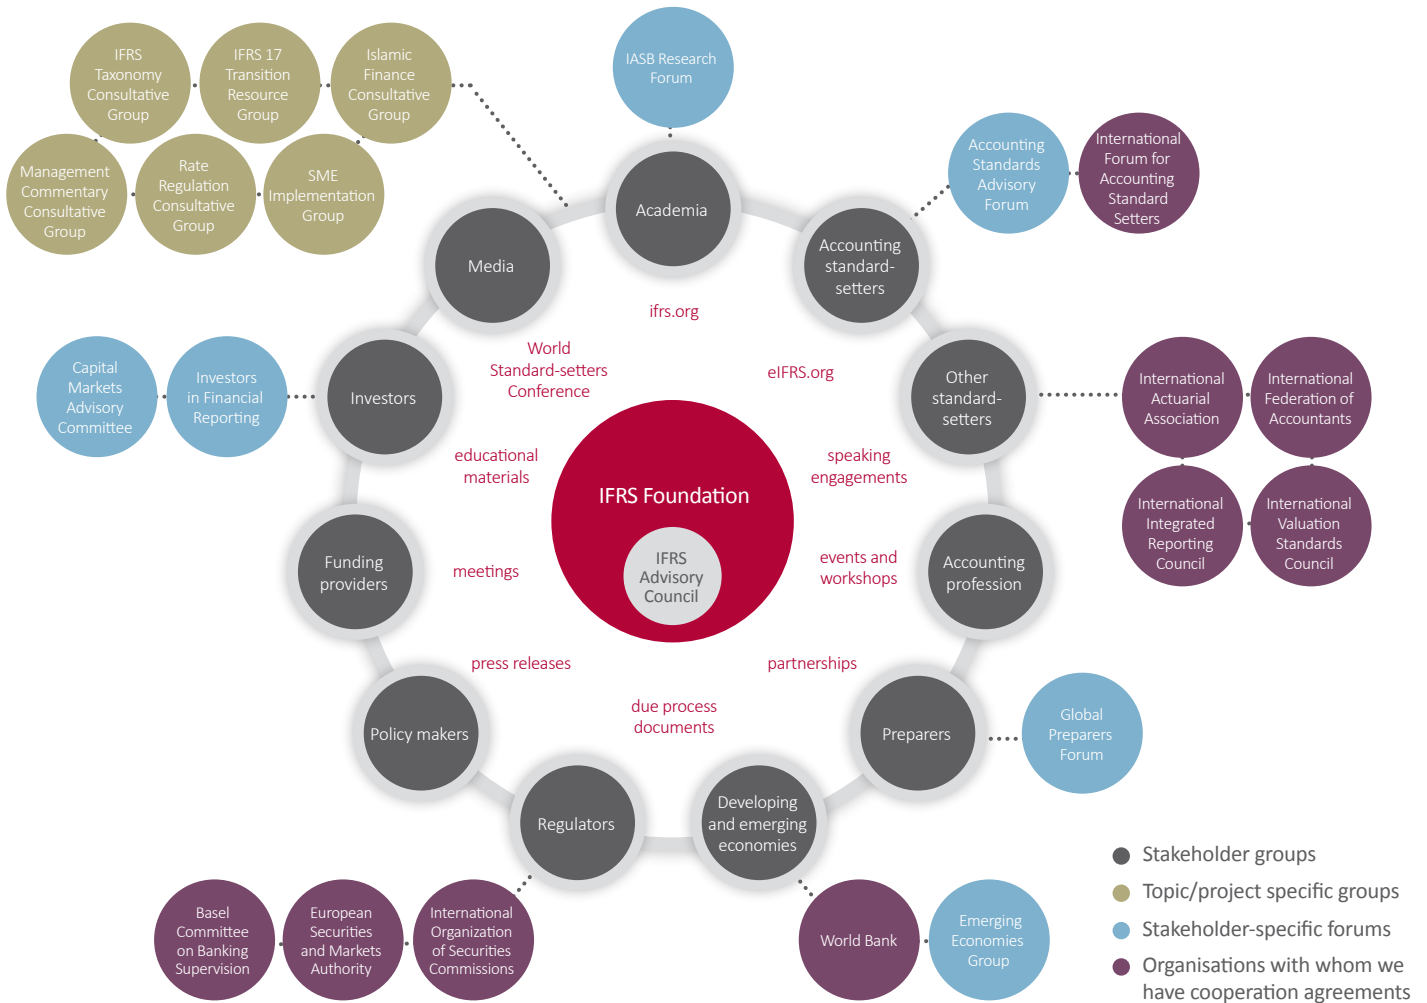 IFRS
Taxonomy
Consultative
Group
IFRS 17
Transition
Resource
Group
Islamic
Finance
Consultative
Group
Management
Commentary
Consultative
Group
Rate
Regulation
Consultative
Group
SME
Implementation
Group
IASB Research
Forum
Accounting
Standards
Advisory
Forum
International
Forum for
Accounting
Standard
Setters
Academia
Media
Accounting
standard-
setters
ifrs.org
World
Standard-setters
Conference
eIFRS.org
Capital
Markets
Advisory
Committee
Investors
in Financial
Reporting
Investors
Other
standard-
setters
International
Actuarial
Association
International
Federation of
Accountants
International
Integrated
Reporting
Council
International
Valuation
Standards
Council
educational
materials
speaking
engagements
IFRS Foundation
IFRS
Advisory
Council
Funding
providers
meetings
events and
workshops
Accounting
profession
press releases
partnerships
due process
documents
Policy makers
Preparers
Global
Preparers
Forum
Regulators
Developing
and emerging
economies
Basel
Committee
on Banking
Supervision
European
Securities
and Markets
Authority
International
Organization
of Securities
Commissions
World Bank
Emerging
Economies
Group
Stakeholder groups
Topic/project specific groups
Stakeholder-specific forums
Organisations with whom we
have cooperation agreements